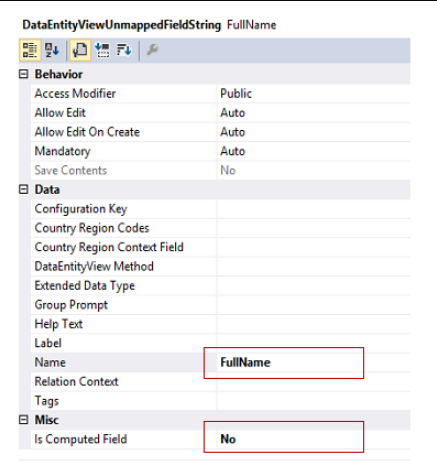 DataEntityViewUnmappedFieldString FullName
Behavior
Access Modifier Public
Allow Edit Auto
Allow Edit On Create Auto
Mandatory Auto
Save Contents No
Data
Configuration Key
Country Region Codes
Country Region Context Field
DataEntityView Method
Extended Data Type
Group Prompt
Help Text
Label
Name FullName
Relation Context
Tags
Misc
Is Computed Field No